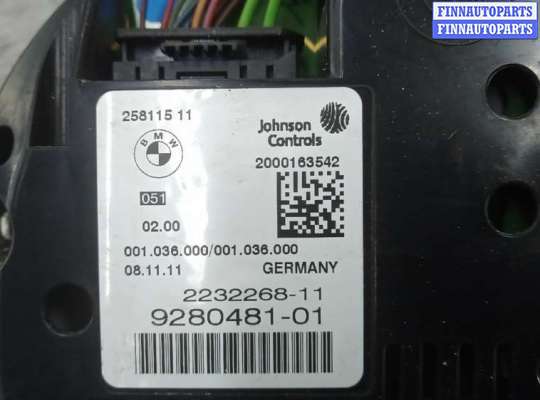 FINNAUTOPARTS
FINNAUTOPARTS
258115 11
BMW
Johnson
Controls
2000163542
051
02.00
001.036.000/001.036.000
08.11.11 GERMANY
2232268-11
9280481-01